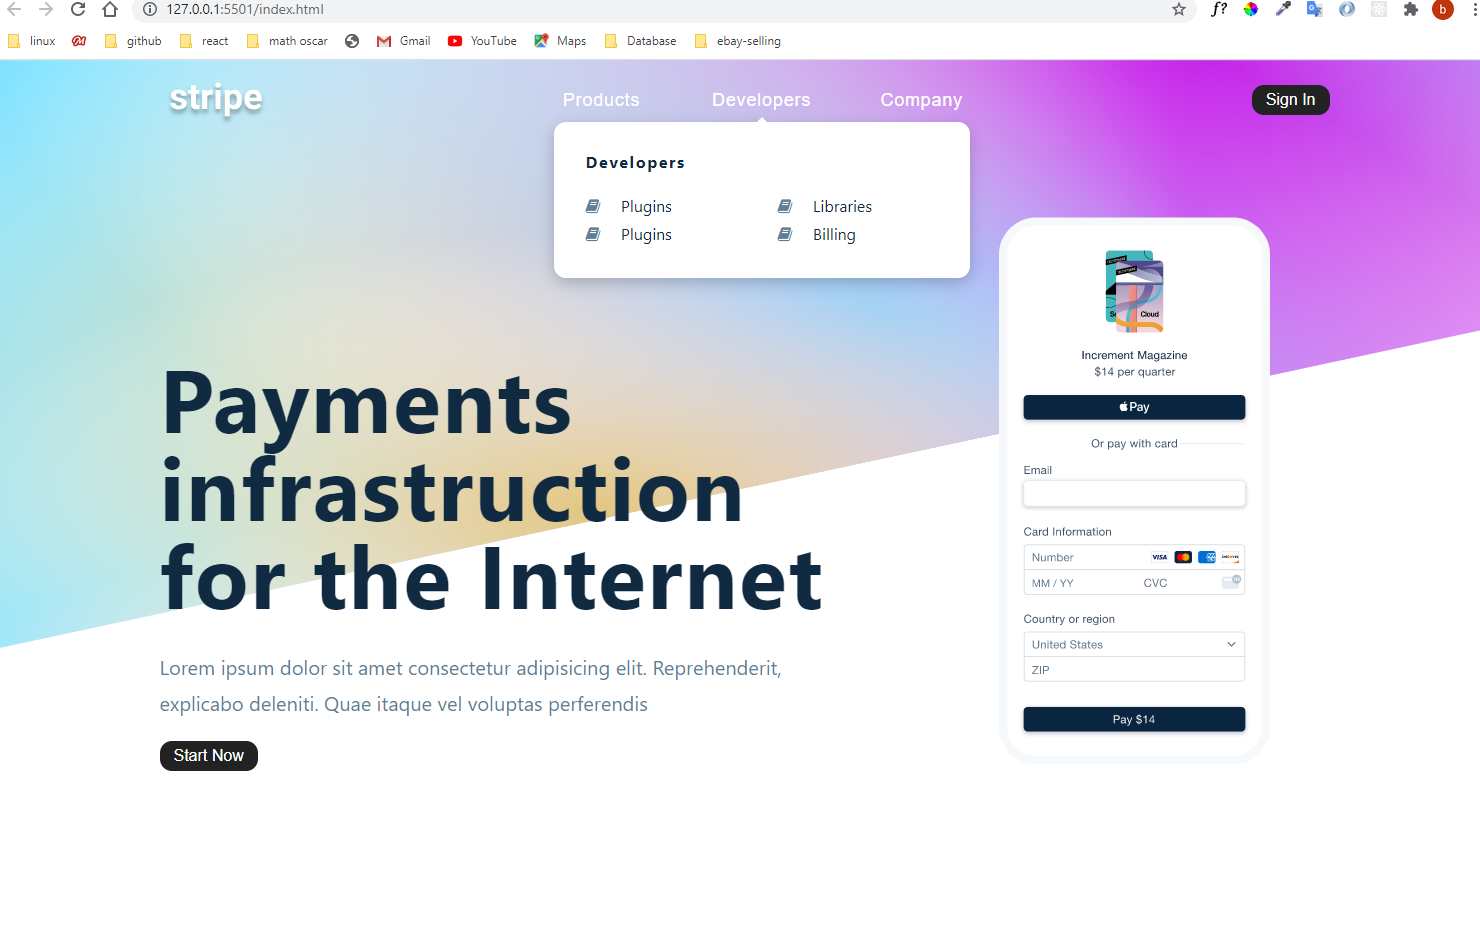 127.0.0.1:5501/index.html
f?
b
linux
github
react
math oscar
Gmail
YouTube
Maps
Database
ebay-selling
stripe
Products
Developers
Company
Sign In
Developers
Plugins
Libraries
Plugins
Billing
Payments
infrastruction
for the Internet
Lorem ipsum dolor sit amet consectetur adipisicing elit. Reprehenderit,
explicabo deleniti. Quae itaque vel voluptas perferendis
Start Now
Cloud
Increment Magazine
$14 per quarter
Pay
Or pay with card
Email
Card Information
Number
VISA
DISCOVER
MM / YY
CVC
Country or region
United States
ZIP
Pay $14